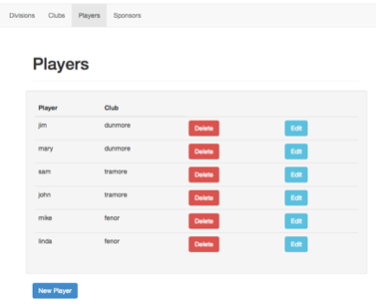 Divisions Clubs Players Sponsors
Players
Player Club
jim dunmore Delete Edit
mary dunmore Delete Edit
sam tramore Delete Edit
john tramore Delete Edit
mike fenor Delete Edit
linda fenor Delete Edit
New Player